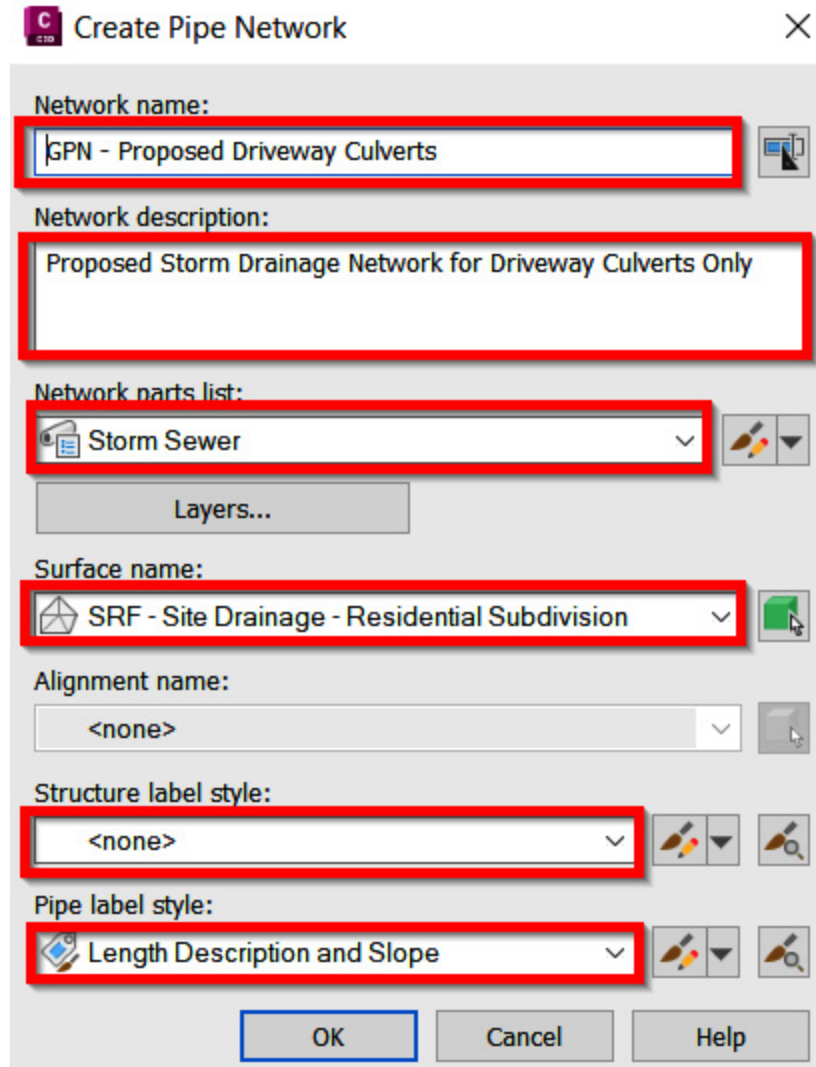 C
C3D
Create Pipe Network
Network name:
GPN - Proposed Driveway Culverts
Network description:
Proposed Storm Drainage Network for Driveway Culverts Only
Network parts list:
Storm Sewer
Layers...
Surface name:
SRF - Site Drainage - Residential Subdivision
Alignment name:
<none>
Structure label style:
<none>
Pipe label style:
Length Description and Slope
OK Cancel Help